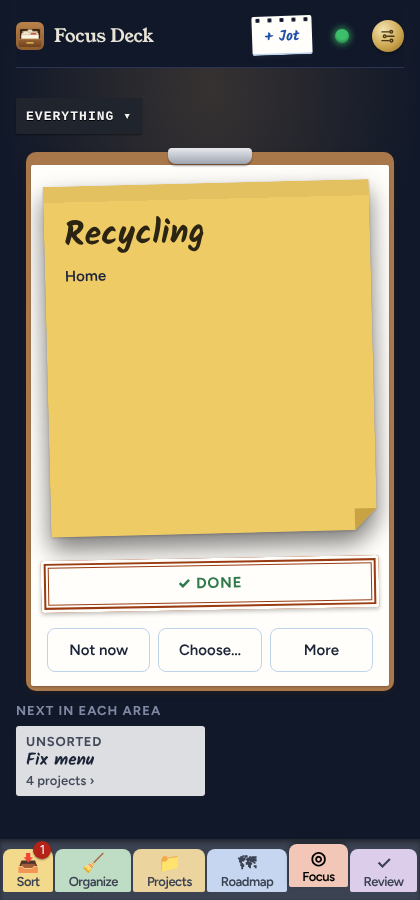 Focus Deck
+ Jot
EVERYTHING ▾
Recycling
Home
✓ DONE
Not now
Choose...
More
NEXT IN EACH AREA
UNSORTED
Fix menu
4 projects ›
1
Sort
Organize
Projects
Roadmap
Focus
Review